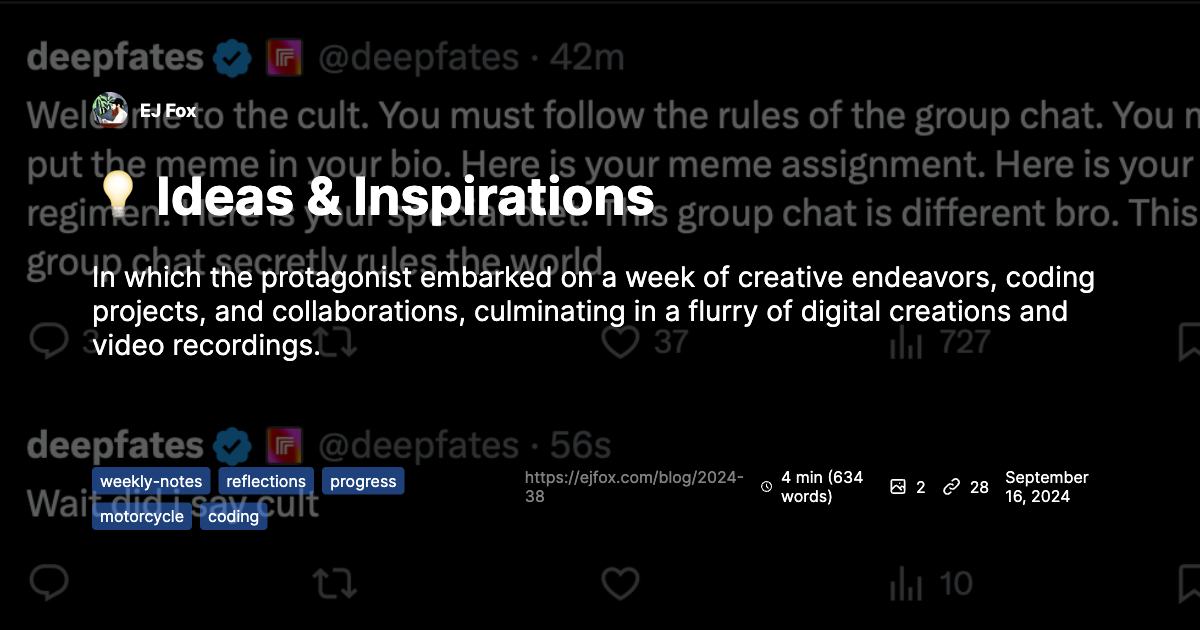 deepfates @deepfates · 42m
EJ Fox
Welcome to the cult. You must follow the rules of the group chat. You
put the meme in your bio. Here is your meme assignment. Here is your
💡 Ideas & Inspirations
regimen. Here is your special diet. This group chat is different bro. This
group chat secretly rules the world
In which the protagonist embarked on a week of creative endeavors, coding
projects, and collaborations, culminating in a flurry of digital creations and
video recordings.
3 37 727
deepfates @deepfates · 56s
weekly-notes reflections progress
https://ejfox.com/blog/2024-
38
4 min (634
words)
2 28
September
16, 2024
Wait did i say cult
motorcycle coding
10